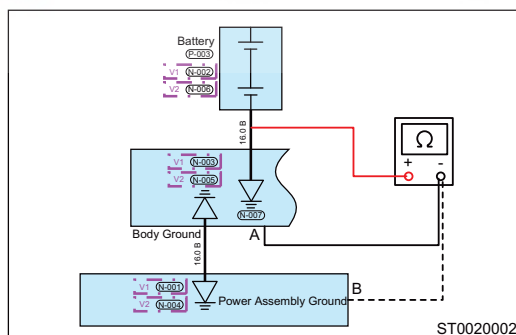 Battery
P-003
V1 N-002
V2 N-006
16.0 B
Ω
+ -
V1 N-003
V2 N-005
N-007
Body Ground
A
16.0 B
V1 N-001
V2 N-004
Power Assembly Ground
B
ST0020002